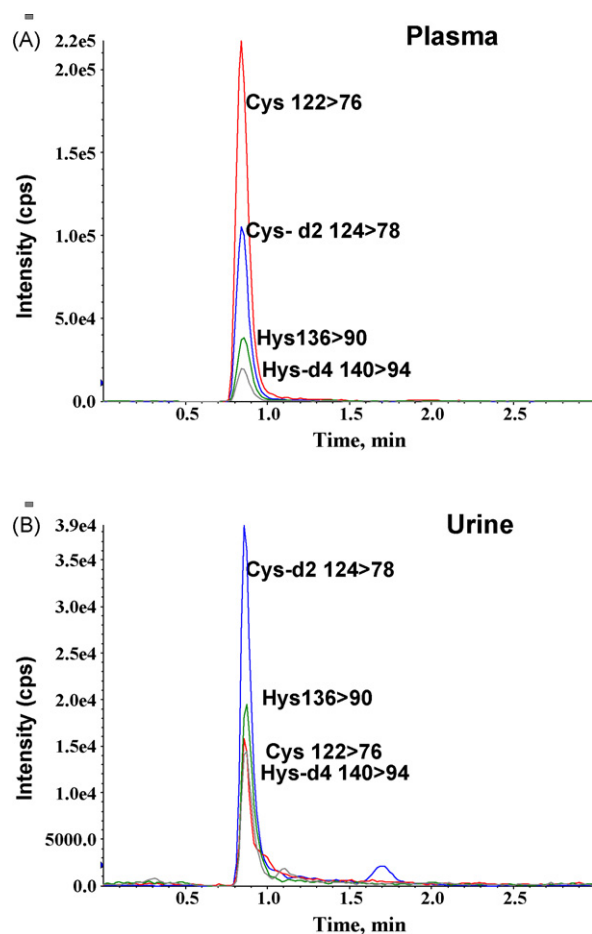 (A)
Plasma
2.2e5
2.0e5
Cys 122>76
1.5e5
Intensity (cps)
Cys- d2 124>78
1.0e5
5.0e4
Hys136>90
Hys-d4 140>94
0.0
0.5 1.0 1.5 2.0 2.5
Time, min
(B)
Urine
3.9e4
3.5e4
Cys-d2 124>78
3.0e4
2.5e4
Intensity (cps)
Hys136>90
2.0e4
1.5e4
Cys 122>76
Hys-d4 140>94
1.0e4
5000.0
0.0
0.5 1.0 1.5 2.0 2.5
Time, min